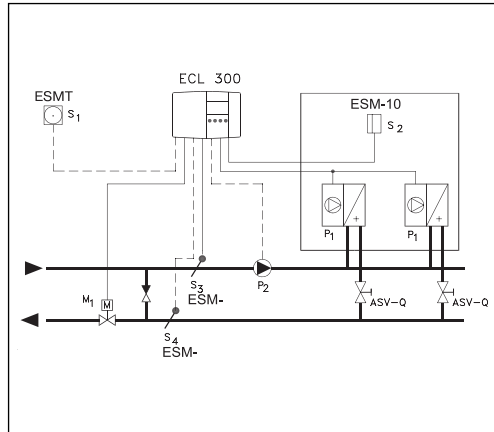 ECL 300
ESMT
S1
ESM-10
S2
P1
+
P1
+
S3
ESM-
P2
M1
M
S4
ESM-
ASV-Q
ASV-Q